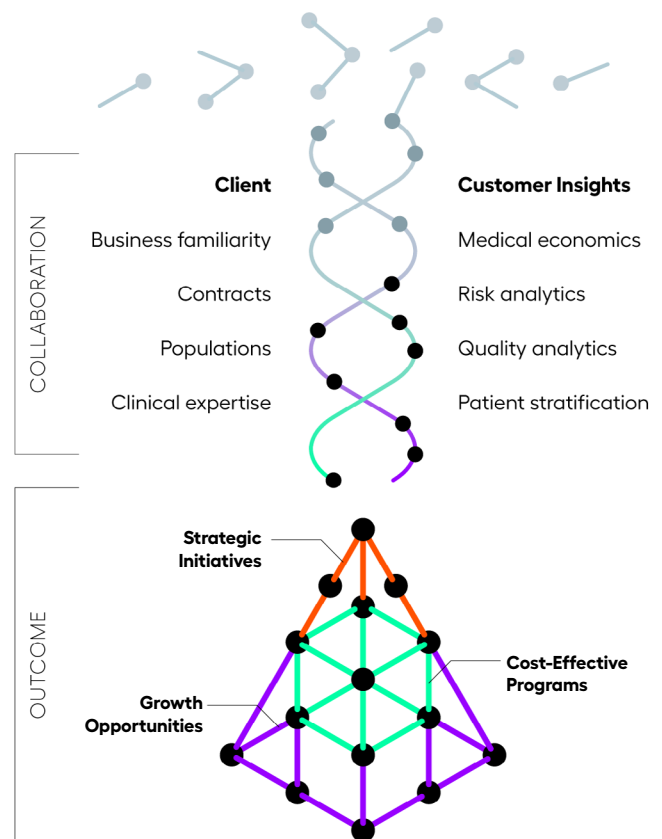 COLLABORATION
Client
Customer Insights
Business familiarity
Medical economics
Contracts
Risk analytics
Populations
Quality analytics
Clinical expertise
Patient stratification
OUTCOME
Strategic
Initiatives
Cost-Effective
Programs
Growth
Opportunities